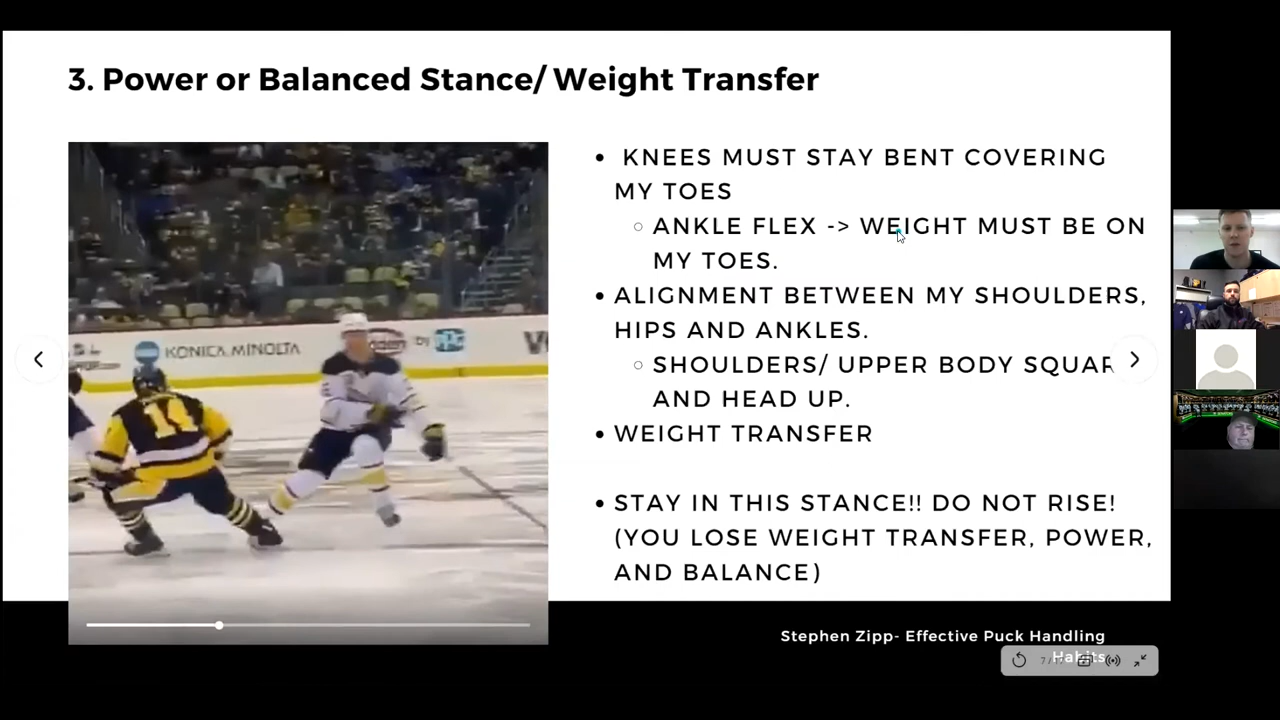 3. Power or Balanced Stance/ Weight Transfer
KNEES MUST STAY BENT COVERING
MY TOES
ANKLE FLEX -> WEIGHT MUST BE ON
MY TOES.
ALIGNMENT BETWEEN MY SHOULDERS,
HIPS AND ANKLES.
SHOULDERS/ UPPER BODY SQUAR
AND HEAD UP.
WEIGHT TRANSFER
STAY IN THIS STANCE!! DO NOT RISE!
(YOU LOSE WEIGHT TRANSFER, POWER,
AND BALANCE)
KONICA MINOLTA
by PPG
14
Stephen Zipp- Effective Puck Handling
Habits